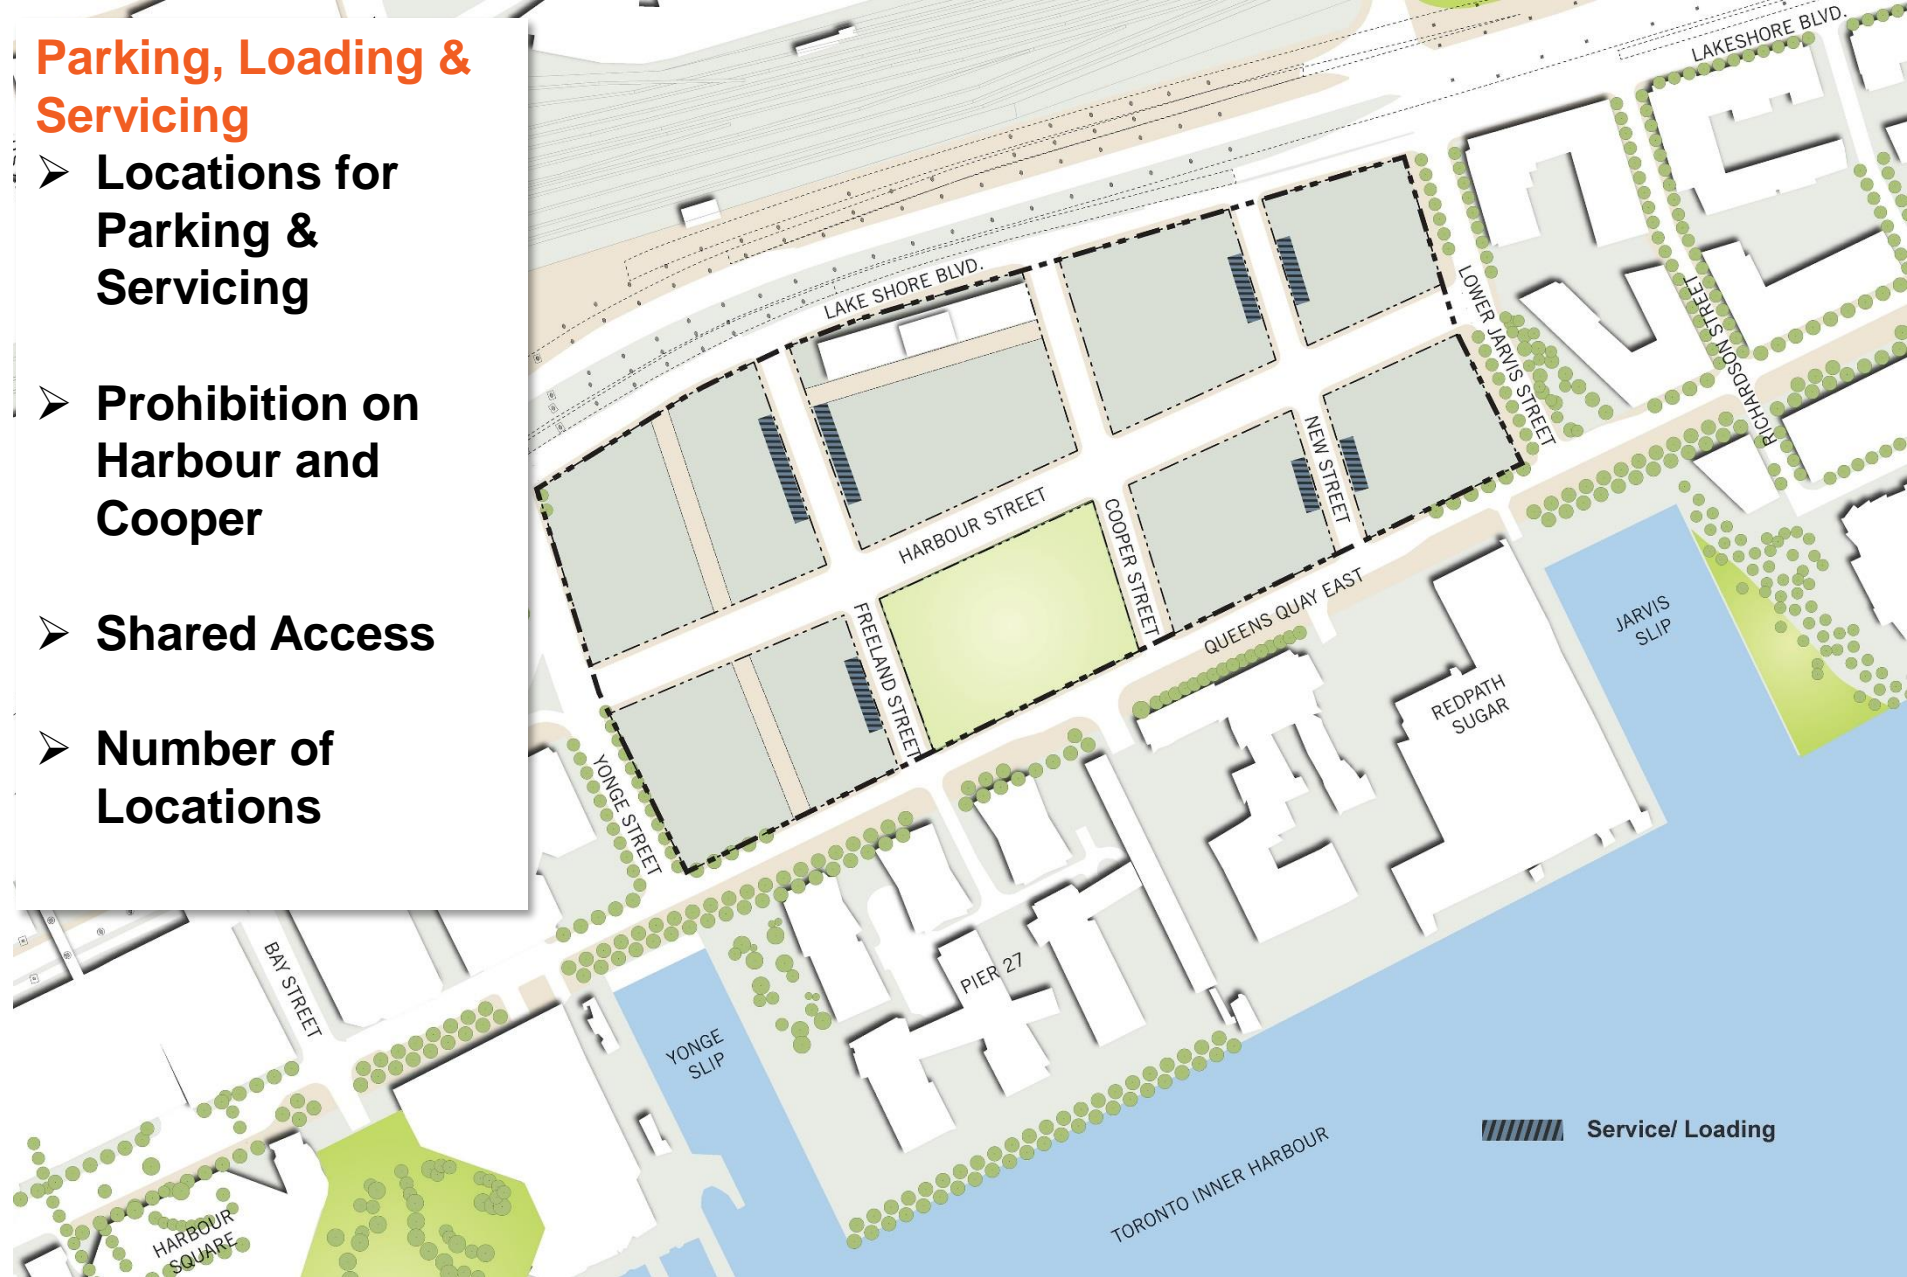 Parking, Loading &
Servicing
➢ Locations for
Parking &
Servicing
➢ Prohibition on
Harbour and
Cooper
➢ Shared Access
➢ Number of
Locations
LAKESHORE BLVD.
LAKE SHORE BLVD.
LOWER JARVIS STREET
RICHARDSON STREET
NEW STREET
HARBOUR STREET
COOPER STREET
FREELAND STREET
QUEENS QUAY EAST
YONGE STREET
JARVIS
SLIP
REDPATH
SUGAR
BAY STREET
PIER 27
YONGE
SLIP
Service/ Loading
TORONTO INNER HARBOUR
HARBOUR
SQUARE